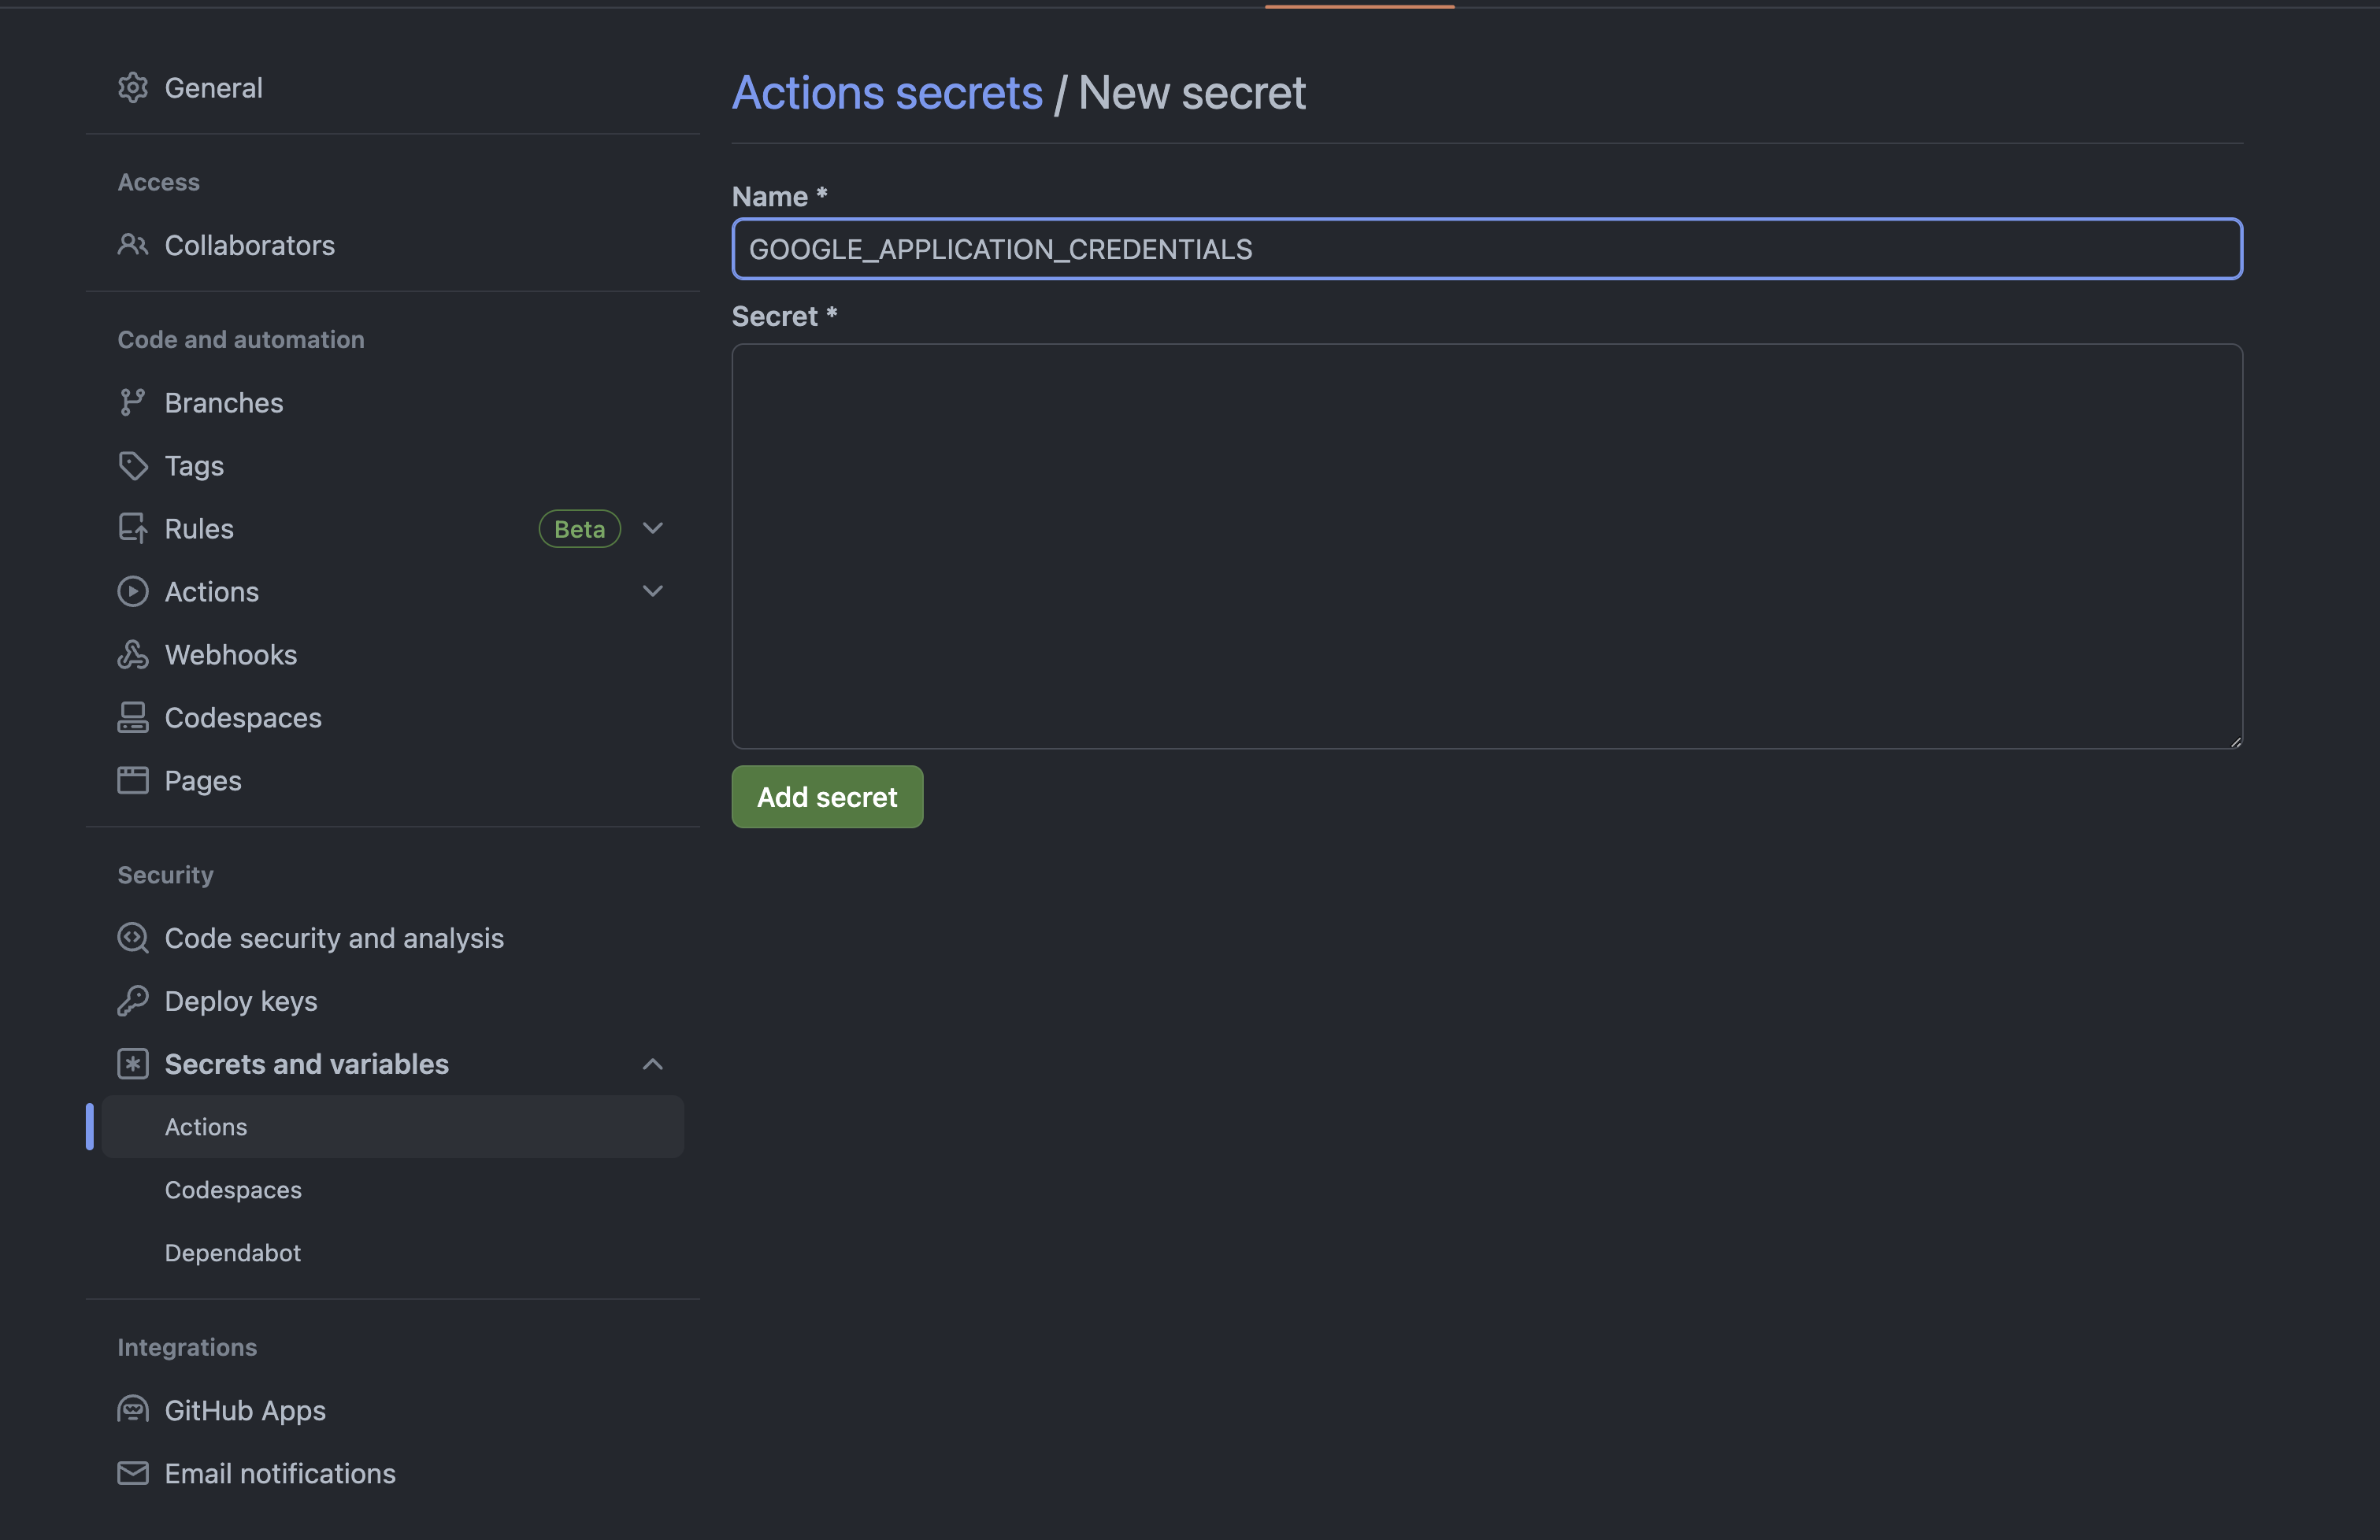 General
Access
Collaborators
Code and automation
Branches
Tags
Rules Beta
Actions
Webhooks
Codespaces
Pages
Security
Code security and analysis
Deploy keys
Secrets and variables
Actions
Codespaces
Dependabot
Integrations
GitHub Apps
Email notifications
Actions secrets / New secret
Name *
GOOGLE_APPLICATION_CREDENTIALS
Secret *
Add secret